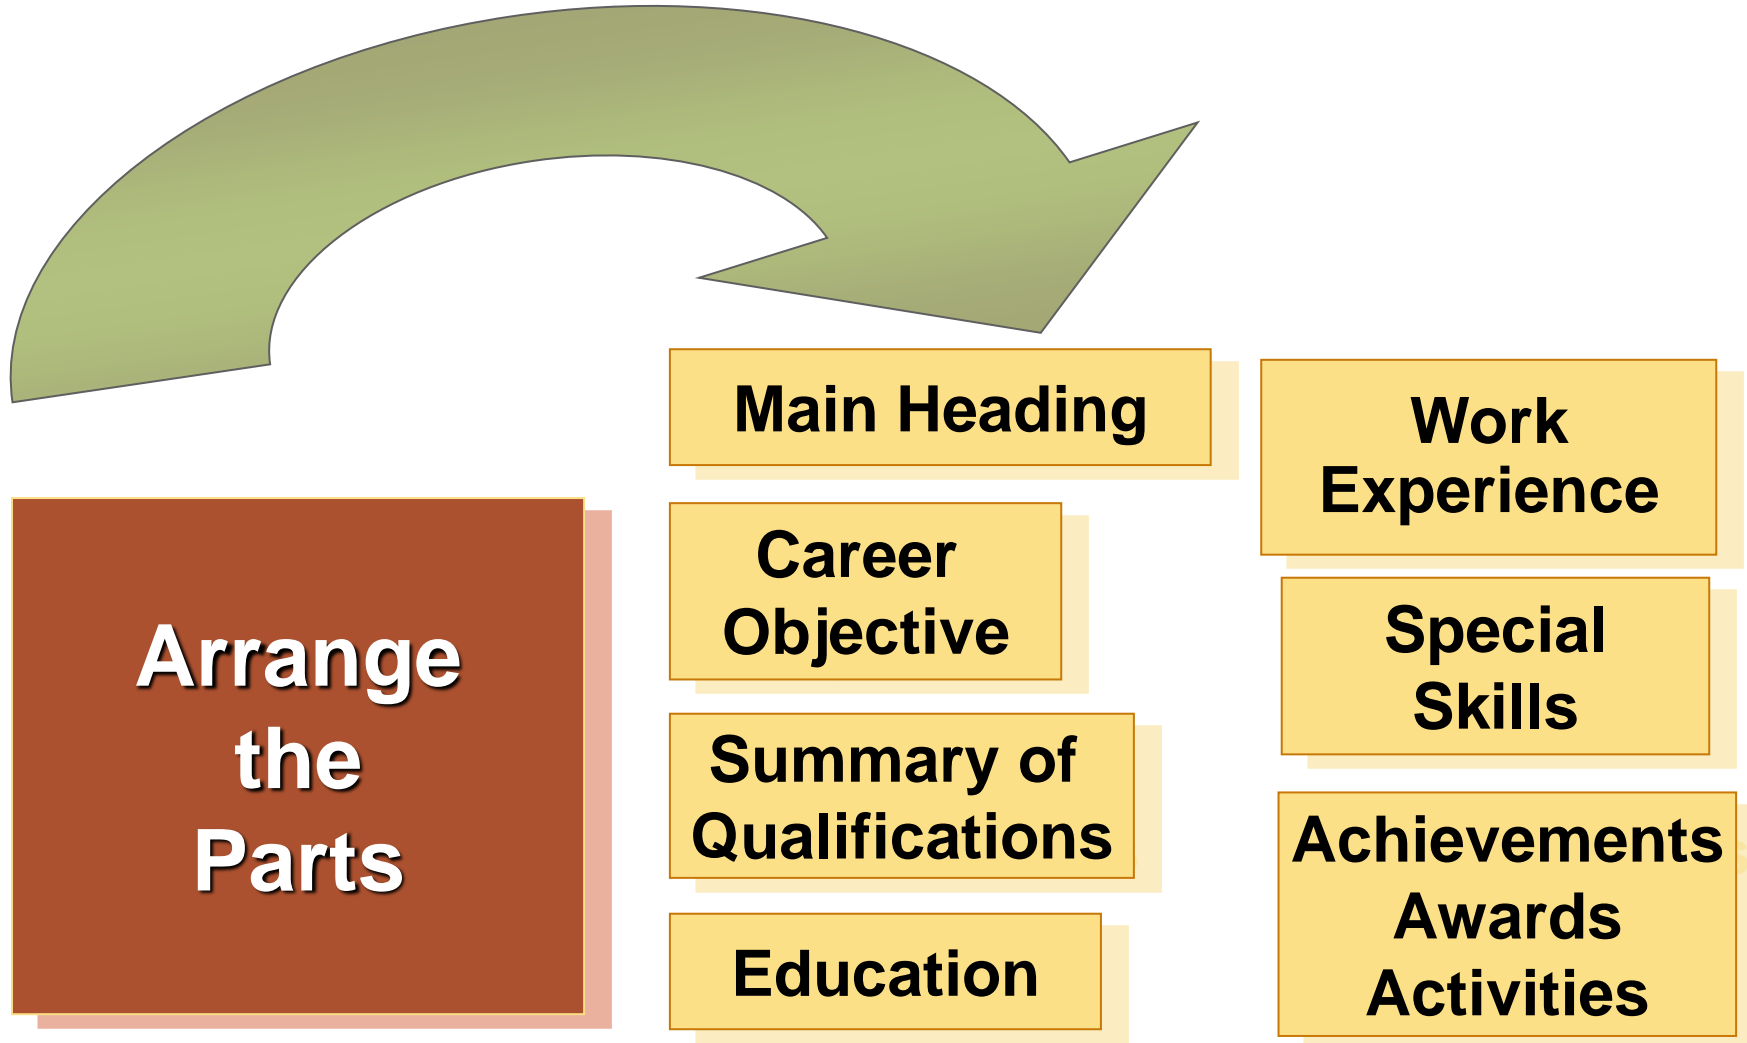 Arrange
the
Parts
Main Heading
Career
Objective
Summary of
Qualifications
Education
Work
Experience
Special
Skills
Achievements
Awards
Activities